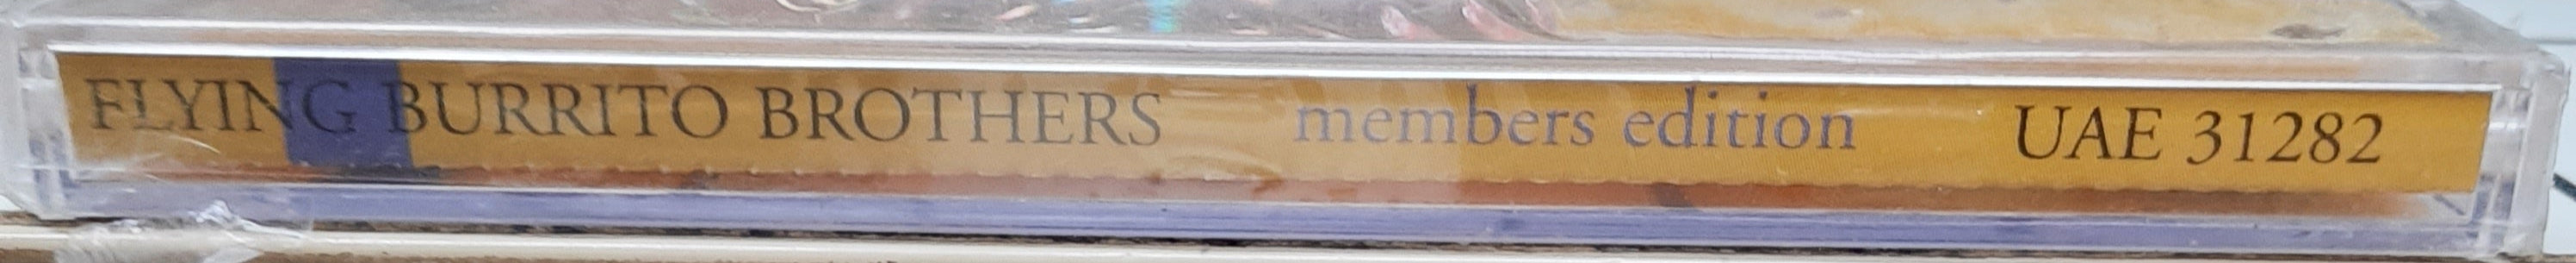 FLYING BURRITO BROTHERS members edition UAE 31282